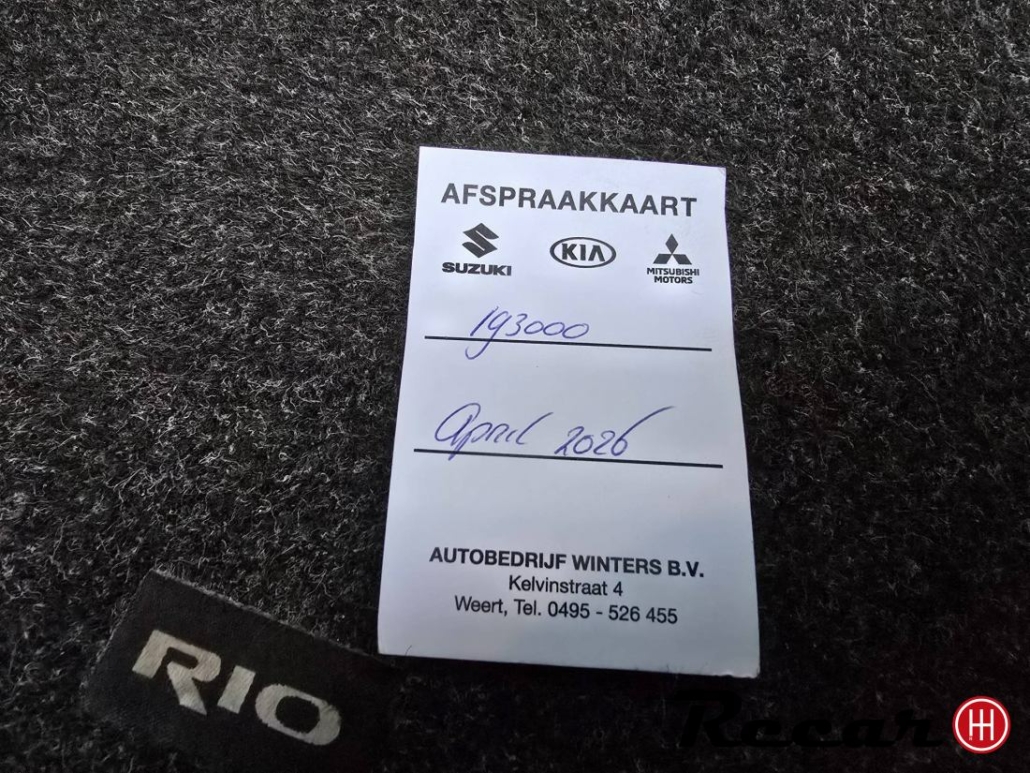 AFSPRAAKKAART
SUZUKI KIA MITSUBISHI MOTORS
193000
April 2026
AUTOBEDRIJF WINTERS B.V.
Kelvinstraat 4
Weert, Tel. 0495 - 526 455
RIO
Recar